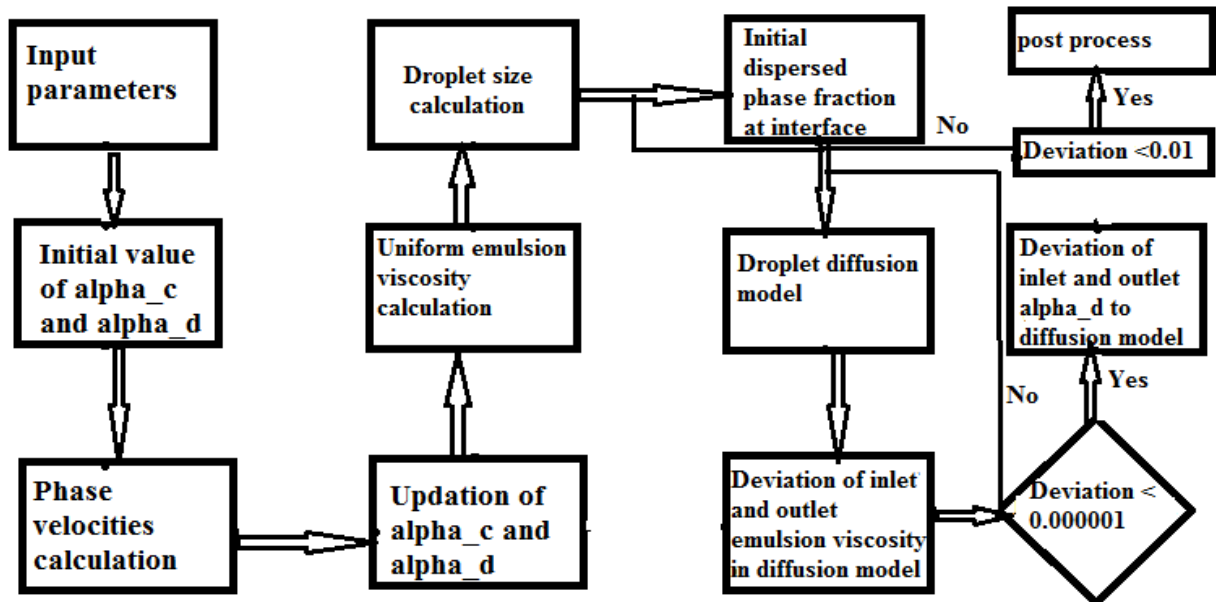 Input
parameters
Initial value
of alpha_c
and alpha_d
Phase
velocities
calculation
Updation of
alpha_c and
alpha_d
Uniform emulsion
viscosity
calculation
Droplet size
calculation
Initial
dispersed
phase fraction
at interface
Droplet diffusion
model
Deviation of inlet
and outlet
emulsion viscosity
in diffusion model
Deviation <
0.000001
No
Yes
Deviation of
inlet and outlet
alpha_d to
diffusion model
Deviation <0.01
No
Yes
post process